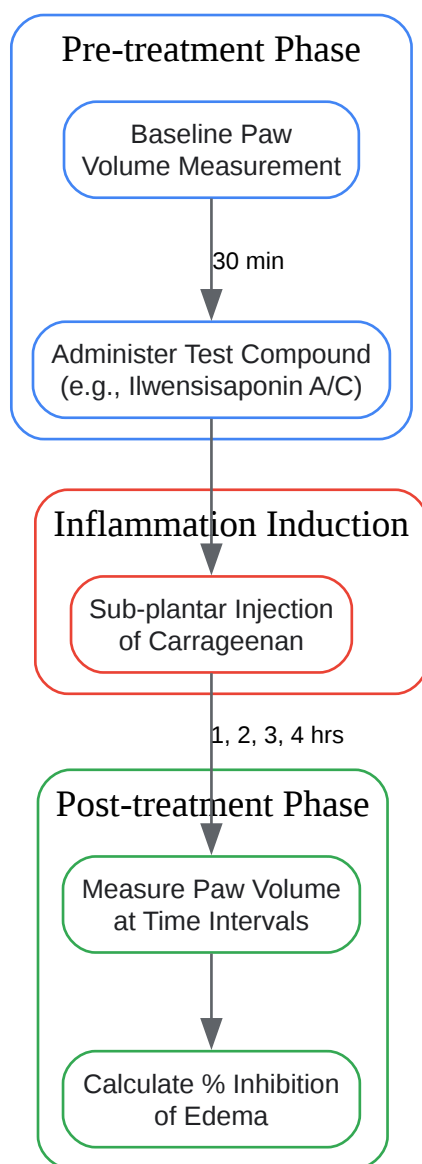 Pre-treatment Phase
Baseline Paw
Volume Measurement
30 min
Administer Test Compound
(e.g., Ilwensisaponin A/C)
Inflammation Induction
Sub-plantar Injection
of Carrageenan
1, 2, 3, 4 hrs
Post-treatment Phase
Measure Paw Volume
at Time Intervals
Calculate % Inhibition
of Edema